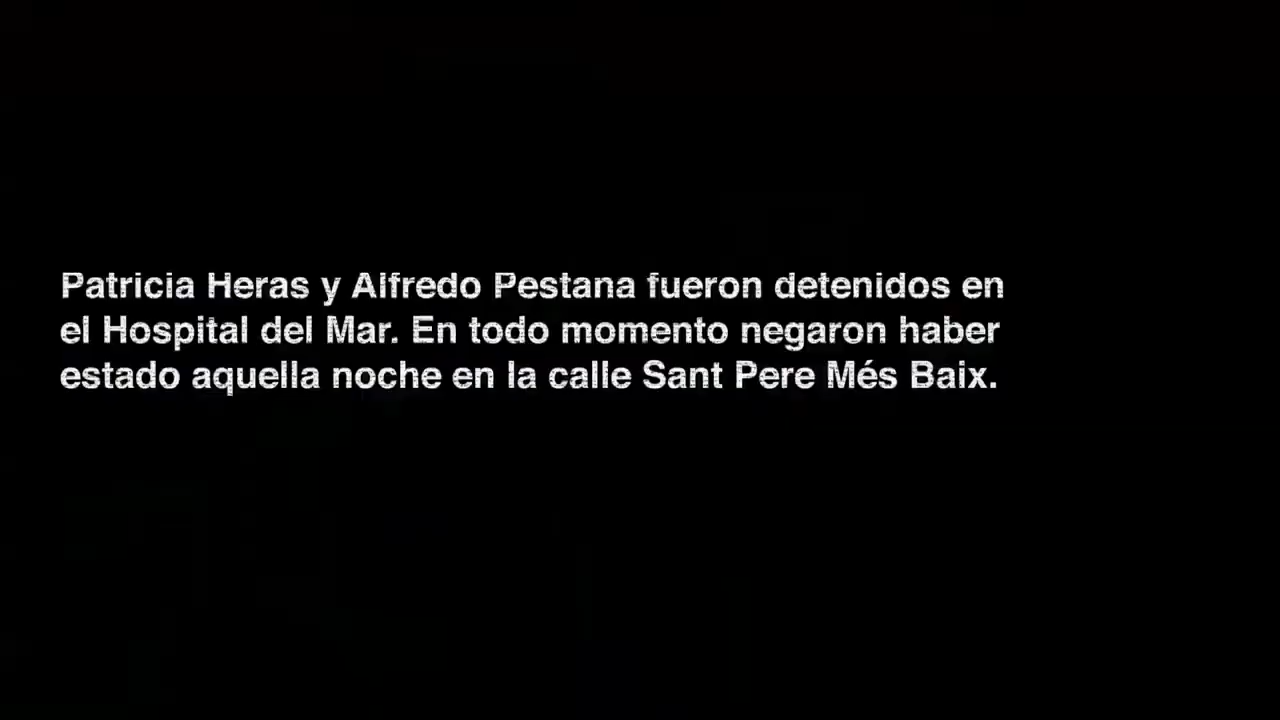 Patricia Heras y Alfredo Pestana fueron detenidos en
el Hospital del Mar. En todo momento negaron haber
estado aquella noche en la calle Sant Pere Més Baix.